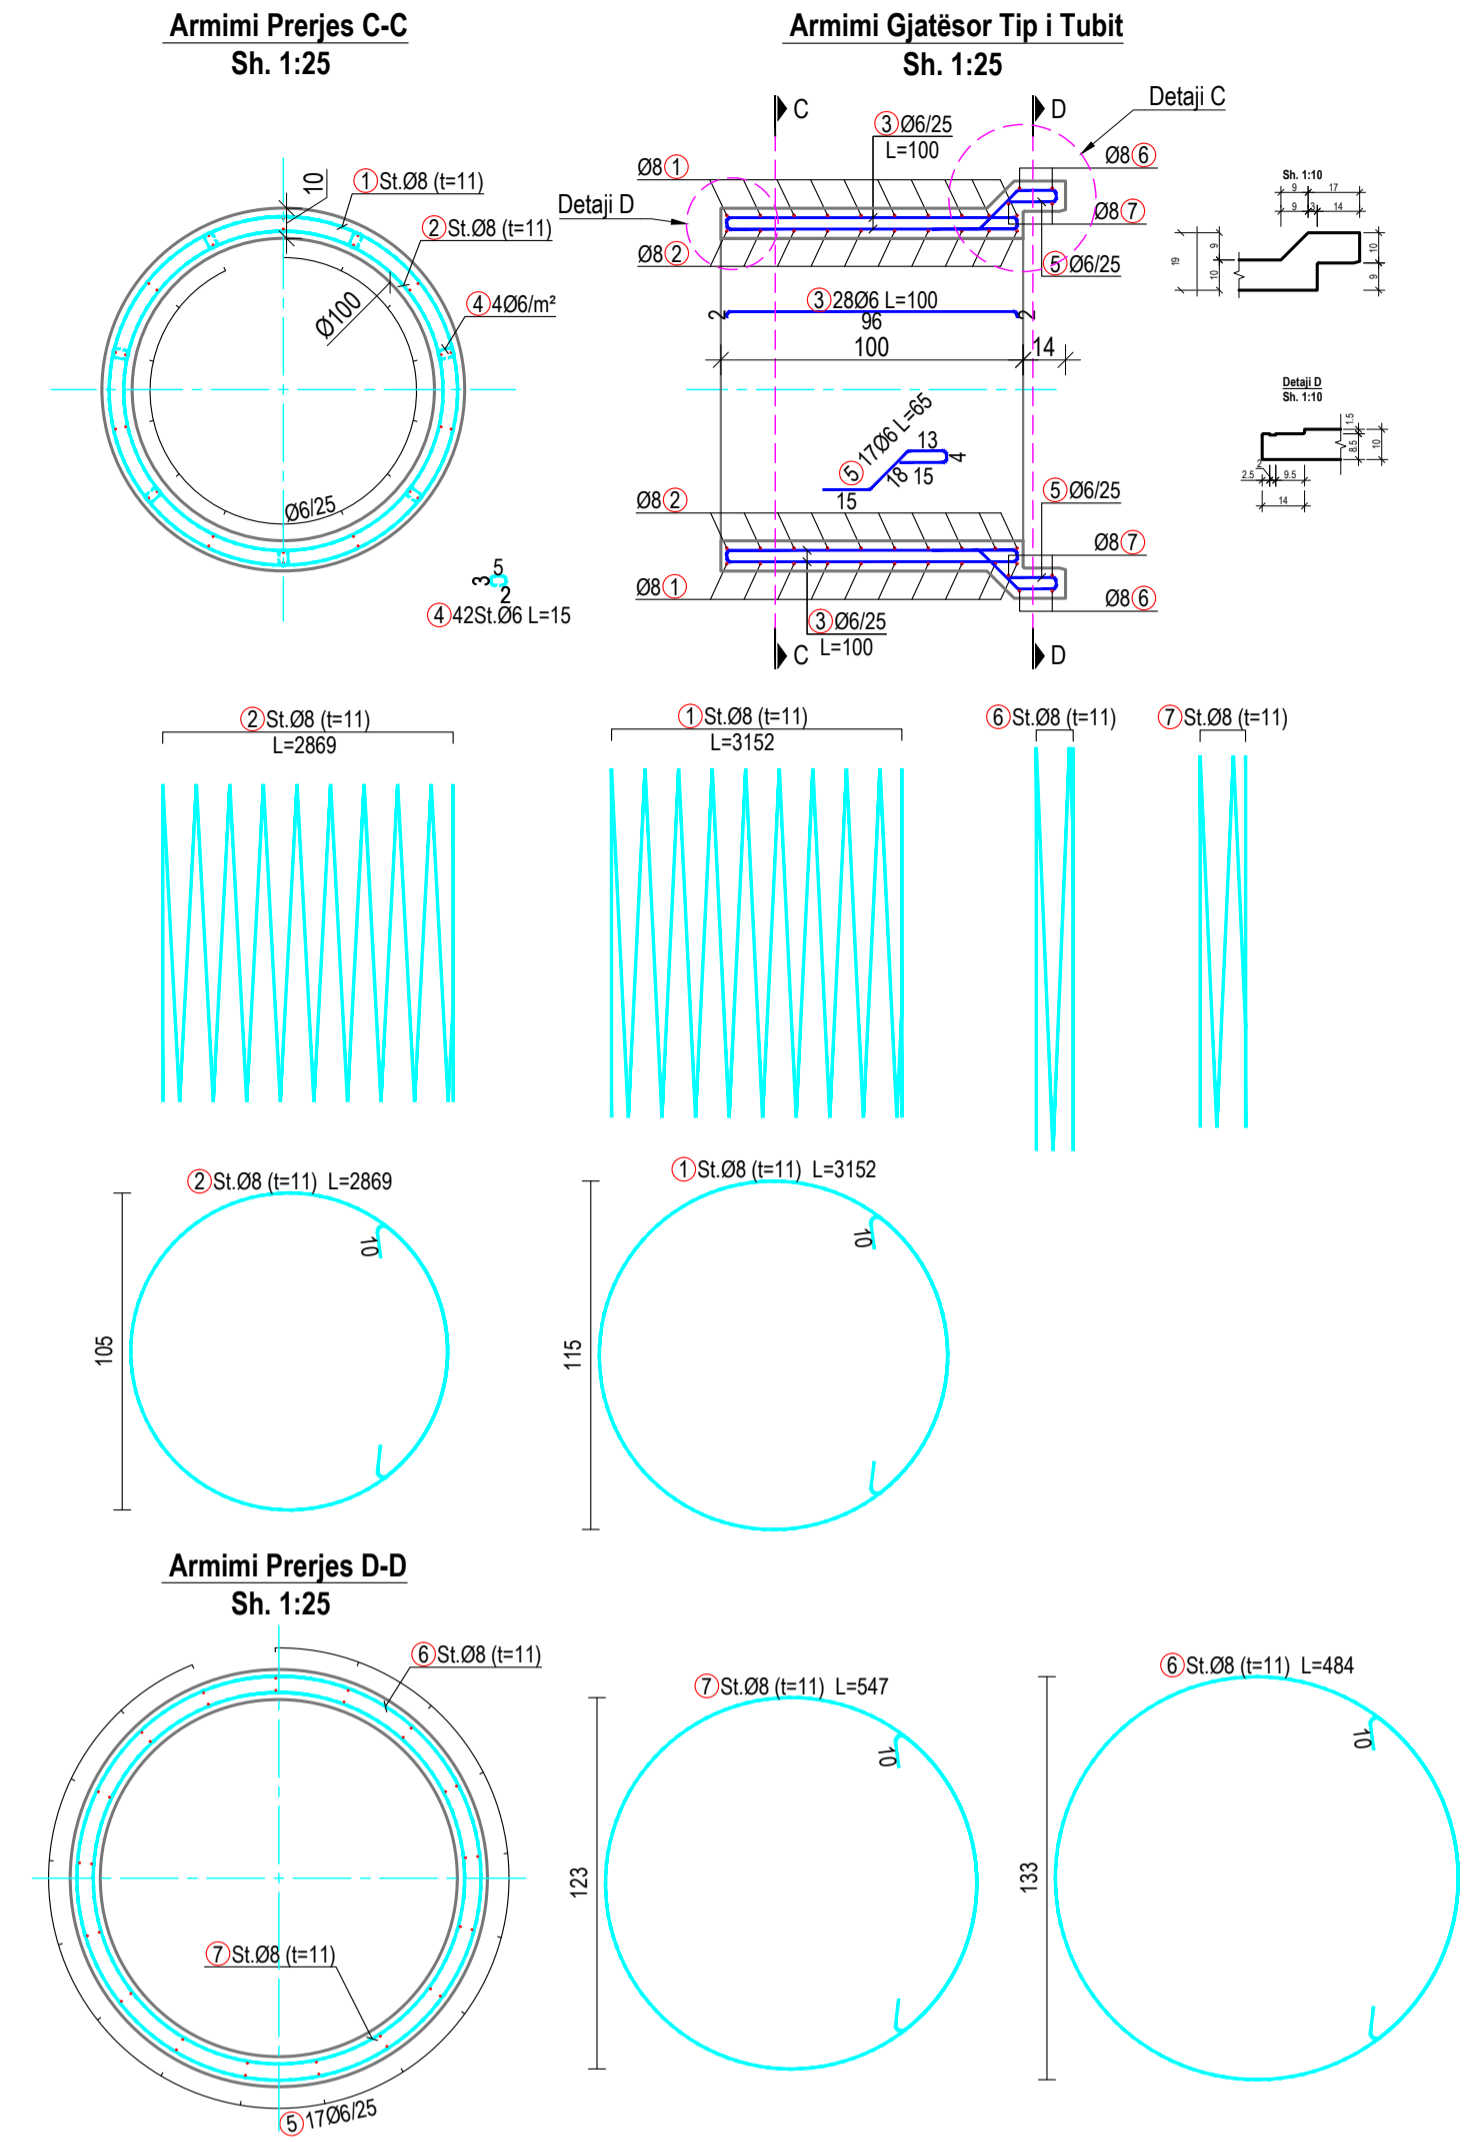 Armimi Prerjes C-C
Sh. 1:25
10
1 St.Ø8 (t=11)
2 St.Ø8 (t=11)
4 4Ø6/m²
Ø100
Ø6/25
5
3
2
4 42St.Ø6 L=15
Armimi Gjatësor Tip i Tubit
Sh. 1:25
C
D
Detaji C
3 Ø6/25
L=100
Ø8 1
Ø8 6
Detaji D
Ø8 7
Ø8 2
5 Ø6/25
3 28Ø6 L=100
2
96
2
100
14
5 17Ø6 L=65
13
4
18
15
15
Ø8 2
5 Ø6/25
Ø8 7
Ø8 1
Ø8 6
3 Ø6/25
L=100
C
D
Sh. 1:10
9
17
9
3
14
19
9
10
10
9
Detaji D
Sh. 1:10
1.5
8.5
10
2
2.5
9.5
14
2 St.Ø8 (t=11)
L=2869
1 St.Ø8 (t=11)
L=3152
6 St.Ø8 (t=11)
7 St.Ø8 (t=11)
2 St.Ø8 (t=11) L=2869
10
105
1 St.Ø8 (t=11) L=3152
10
115
Armimi Prerjes D-D
Sh. 1:25
6 St.Ø8 (t=11)
7 St.Ø8 (t=11)
5 17Ø6/25
7 St.Ø8 (t=11) L=547
10
123
6 St.Ø8 (t=11) L=484
10
133